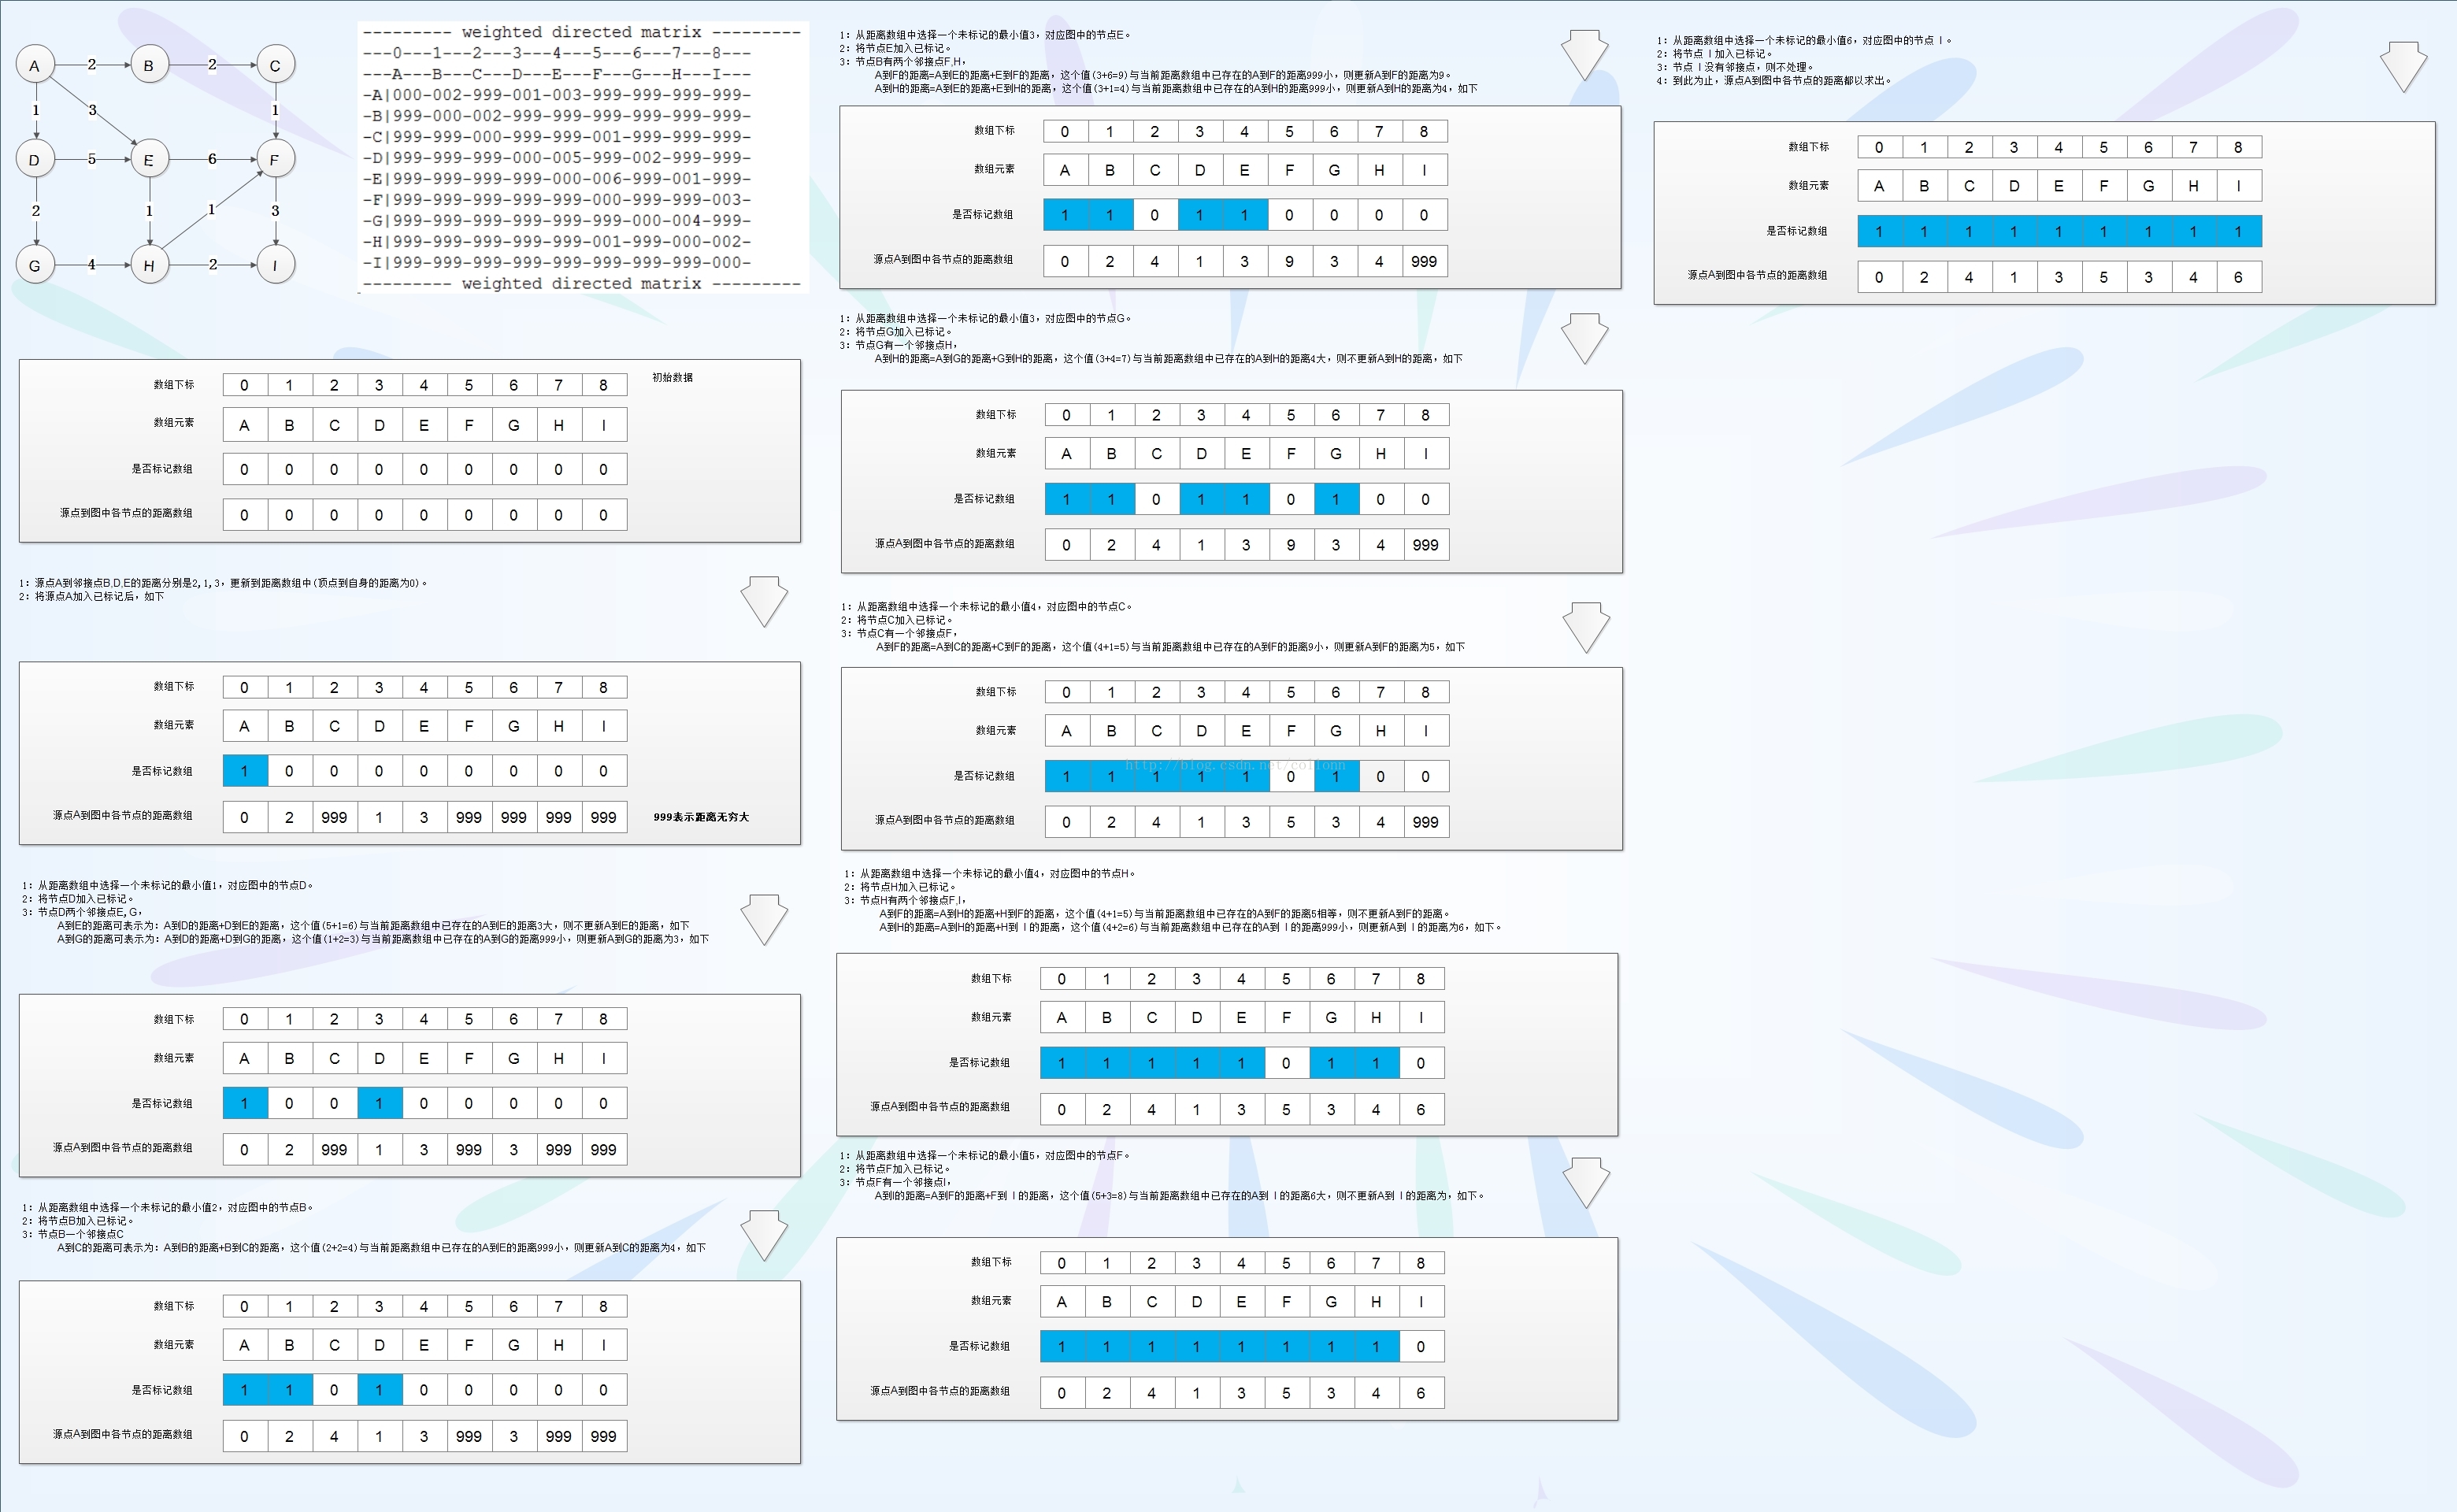 A 2 B 2 C
1 3 1
D 5 E 6 F
2 1 1 3
G 4 H 2 I
--------- weighted directed matrix ---------
---0---1---2---3---4---5---6---7---8---
---A---B---C---D---E---F---G---H---I---
-A|000-002-999-001-003-999-999-999-999-
-B|999-000-002-999-999-999-999-999-999-
-C|999-999-000-999-999-001-999-999-999-
-D|999-999-999-000-005-999-002-999-999-
-E|999-999-999-999-000-006-999-001-999-
-F|999-999-999-999-999-000-999-999-003-
-G|999-999-999-999-999-999-000-004-999-
-H|999-999-999-999-999-001-999-000-002-
-I|999-999-999-999-999-999-999-999-000-
--------- weighted directed matrix ---------
数组下标 0 1 2 3 4 5 6 7 8 初始数据
数组元素 A B C D E F G H I
是否标记数组 0 0 0 0 0 0 0 0 0
源点到图中各节点的距离数组 0 0 0 0 0 0 0 0 0
1: 源点A到邻接点B,D,E的距离分别是2,1,3，更新到距离数组中(顶点到自身的距离为0)。
2: 将源点A加入已标记后，如下
数组下标 0 1 2 3 4 5 6 7 8
数组元素 A B C D E F G H I
是否标记数组 1 0 0 0 0 0 0 0 0
源点A到图中各节点的距离数组 0 2 999 1 3 999 999 999 999 999表示距离无穷大
1: 从距离数组中选择一个未标记的最小值1，对应图中的节点D。
2: 将节点D加入已标记。
3: 节点D两个邻接点E,G，
A到E的距离可表示为: A到D的距离+D到E的距离，这个值(5+1=6)与当前距离数组中已存在的A到E的距离3大，则不更新A到E的距离，如下
A到G的距离可表示为: A到D的距离+D到G的距离，这个值(1+2=3)与当前距离数组中已存在的A到G的距离999小，则更新A到G的距离为3，如下
数组下标 0 1 2 3 4 5 6 7 8
数组元素 A B C D E F G H I
是否标记数组 1 0 0 1 0 0 0 0 0
源点A到图中各节点的距离数组 0 2 999 1 3 999 3 999 999
1: 从距离数组中选择一个未标记的最小值2，对应图中的节点B。
2: 将节点B加入已标记。
3: 节点B一个邻接点C
A到C的距离可表示为: A到B的距离+B到C的距离，这个值(2+2=4)与当前距离数组中已存在的A到E的距离999小，则更新A到C的距离为4，如下
数组下标 0 1 2 3 4 5 6 7 8
数组元素 A B C D E F G H I
是否标记数组 1 1 0 1 0 0 0 0 0
源点A到图中各节点的距离数组 0 2 4 1 3 999 3 999 999
1: 从距离数组中选择一个未标记的最小值3，对应图中的节点E。
2: 将节点E加入已标记。
3: 节点B有两个邻接点F,H，
A到F的距离=A到E的距离+E到F的距离，这个值(3+6=9)与当前距离数组中已存在的A到F的距离999小，则更新A到F的距离为9。
A到H的距离=A到E的距离+E到H的距离，这个值(3+1=4)与当前距离数组中已存在的A到H的距离999小，则更新A到H的距离为4，如下
数组下标 0 1 2 3 4 5 6 7 8
数组元素 A B C D E F G H I
是否标记数组 1 1 0 1 1 0 0 0 0
源点A到图中各节点的距离数组 0 2 4 1 3 9 3 4 999
1: 从距离数组中选择一个未标记的最小值3，对应图中的节点G。
2: 将节点G加入已标记。
3: 节点G有一个邻接点H，
A到H的距离=A到G的距离+G到H的距离，这个值(3+4=7)与当前距离数组中已存在的A到H的距离4大，则不更新A到H的距离，如下
数组下标 0 1 2 3 4 5 6 7 8
数组元素 A B C D E F G H I
是否标记数组 1 1 0 1 1 0 1 0 0
源点A到图中各节点的距离数组 0 2 4 1 3 9 3 4 999
1: 从距离数组中选择一个未标记的最小值4，对应图中的节点C。
2: 将节点C加入已标记。
3: 节点C有一个邻接点F，
A到F的距离=A到C的距离+C到F的距离，这个值(4+1=5)与当前距离数组中已存在的A到F的距离9小，则更新A到F的距离为5，如下
数组下标 0 1 2 3 4 5 6 7 8
数组元素 A B C D E F G H I
http://blog.csdn.net/collonn
是否标记数组 1 1 1 1 1 0 1 0 0
源点A到图中各节点的距离数组 0 2 4 1 3 5 3 4 999
1: 从距离数组中选择一个未标记的最小值4，对应图中的节点H。
2: 将节点H加入已标记。
3: 节点H有两个邻接点F,I，
A到F的距离=A到H的距离+H到F的距离，这个值(4+1=5)与当前距离数组中已存在的A到F的距离5相等，则不更新A到F的距离。
A到H的距离=A到H的距离+H到 I 的距离，这个值(4+2=6)与当前距离数组中已存在的A到 I 的距离999小，则更新A到 I 的距离为6，如下。
数组下标 0 1 2 3 4 5 6 7 8
数组元素 A B C D E F G H I
是否标记数组 1 1 1 1 1 0 1 1 0
源点A到图中各节点的距离数组 0 2 4 1 3 5 3 4 6
1: 从距离数组中选择一个未标记的最小值5，对应图中的节点F。
2: 将节点F加入已标记。
3: 节点F有一个邻接点I，
A到I的距离=A到F的距离+F到 I 的距离，这个值(5+3=8)与当前距离数组中已存在的A到 I 的距离6大，则不更新A到 I 的距离为，如下。
数组下标 0 1 2 3 4 5 6 7 8
数组元素 A B C D E F G H I
是否标记数组 1 1 1 1 1 1 1 1 0
源点A到图中各节点的距离数组 0 2 4 1 3 5 3 4 6
1: 从距离数组中选择一个未标记的最小值6，对应图中的节点 I 。
2: 将节点 I 加入已标记。
3: 节点 I 没有邻接点，则不处理。
4: 到此为止，源点A到图中各节点的距离都以求出。
数组下标 0 1 2 3 4 5 6 7 8
数组元素 A B C D E F G H I
是否标记数组 1 1 1 1 1 1 1 1 1
源点A到图中各节点的距离数组 0 2 4 1 3 5 3 4 6